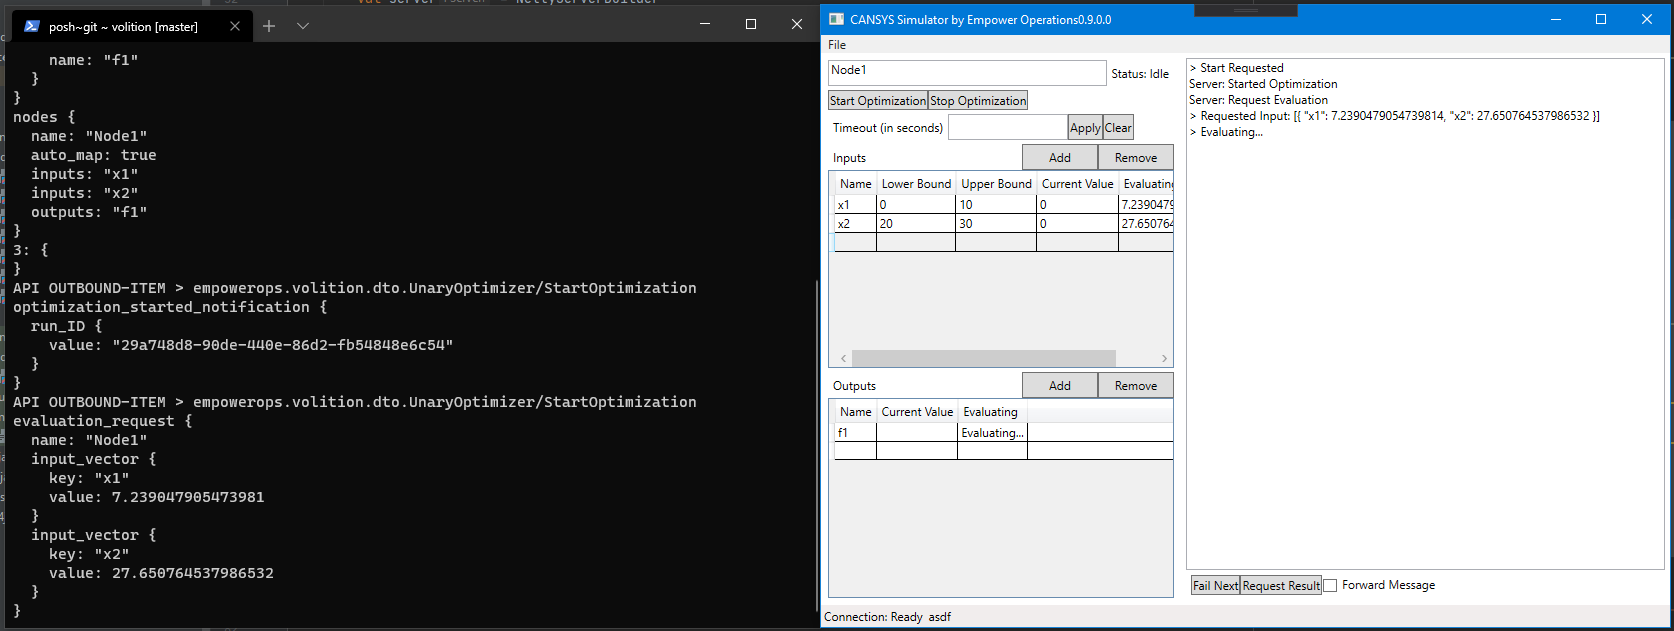 posh~git ~ volition [master]
name: "f1"
}
}
nodes {
name: "Node1"
auto_map: true
inputs: "x1"
inputs: "x2"
outputs: "f1"
}
3: {
}
API OUTBOUND-ITEM > empowerops.volition.dto.UnaryOptimizer/StartOptimization
optimization_started_notification {
run_ID {
value: "29a748d8-90de-440e-86d2-fb54848e6c54"
}
}
API OUTBOUND-ITEM > empowerops.volition.dto.UnaryOptimizer/StartOptimization
evaluation_request {
name: "Node1"
input_vector {
key: "x1"
value: 7.239047905473981
}
input_vector {
key: "x2"
value: 27.650764537986532
}
}
CANSYS Simulator by Empower Operations0.9.0.0
File
Node1
Status: Idle
Start Optimization Stop Optimization
Timeout (in seconds) Apply Clear
Inputs Add Remove
Name Lower Bound Upper Bound Current Value Evaluating
x1 0 10 0 7.2390479
x2 20 30 0 27.65076
Outputs Add Remove
Name Current Value Evaluating
f1 Evaluating...
> Start Requested
Server: Started Optimization
Server: Request Evaluation
> Requested Input: [{ "x1": 7.2390479054739814, "x2": 27.650764537986532 }]
> Evaluating...
Fail Next Request Result Forward Message
Connection: Ready asdf